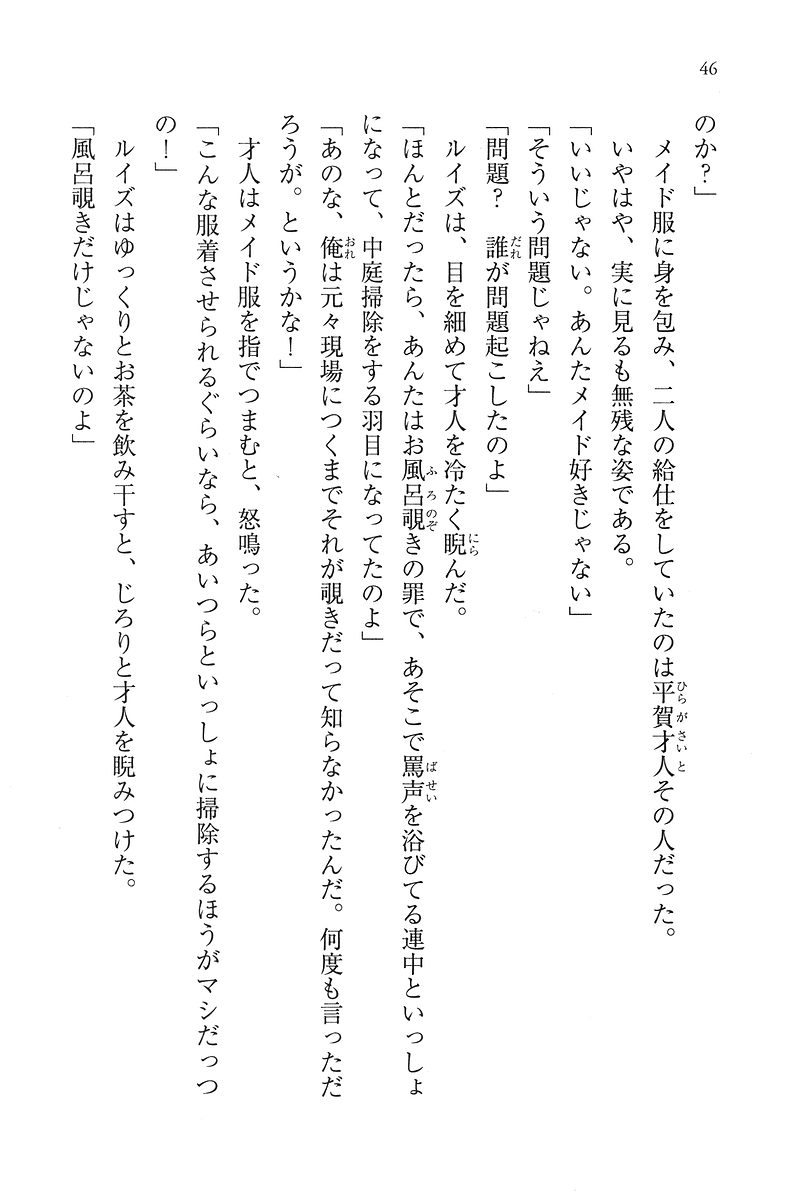 46
のか？」
メイド服に身を包み、二人の給仕をしていたのは平賀才人その人だった。
いやはや、実に見るも無残な姿である。
「いいじゃない。あんたメイド好きじゃない」
「そういう問題じゃねえ」
「問題？　誰が問題起こしたのよ」
ルイズは、目を細めて才人を冷たく睨んだ。
「ほんとだったら、あんたはお風呂覗きの罪で、あそこで罵声を浴びてる連中といっしょ
になって、中庭掃除をする羽目になってたのよ」
「あのな、俺は元々現場につくまでそれが覗きだって知らなかったんだ。何度も言っただ
ろうが。というかな！」
才人はメイド服を指でつまむと、怒鳴った。
「こんな服着させられるぐらいなら、あいつらといっしょに掃除するほうがマシだっつ
の！」
ルイズはゆっくりとお茶を飲み干すと、じろりと才人を睨みつけた。
「風呂覗きだけじゃないのよ」